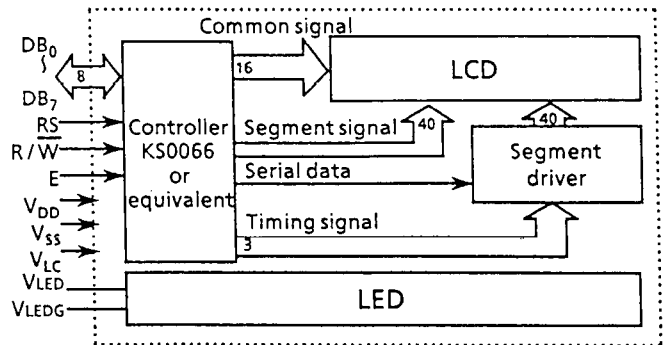 Common signal
DB0
~
DB7
8
16
LCD
RS
R / W̅
E
Controller
KS0066
or
equivalent
Segment signal
40
40
Segment
driver
Serial data
Timing signal
3
VDD
VSS
VLC
VLED
VLEDG
LED